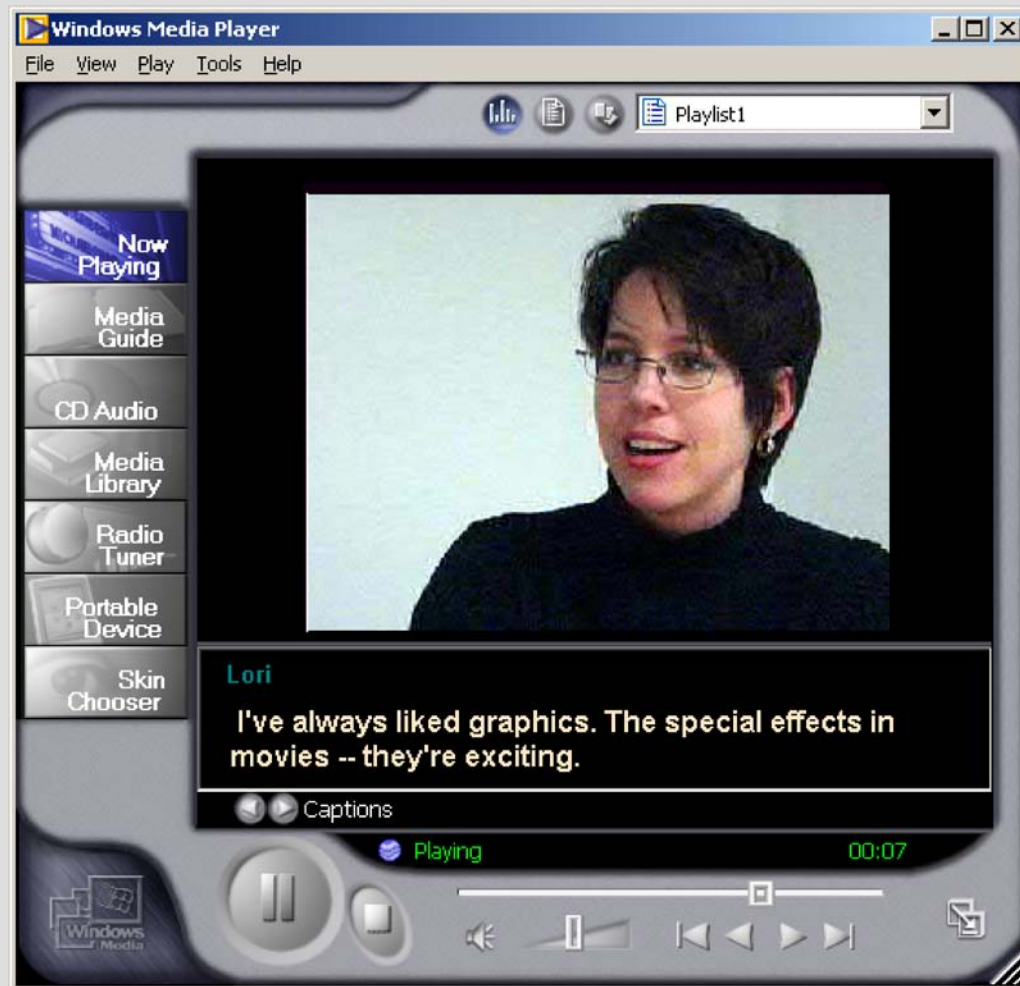 Windows Media Player
File View Play Tools Help
Playlist1
Now
Playing
Media
Guide
CD Audio
Media
Library
Radio
Tuner
Portable
Device
Skin
Chooser
Lori
I've always liked graphics. The special effects in
movies -- they're exciting.
Captions
Playing 00:07
Windows
Media